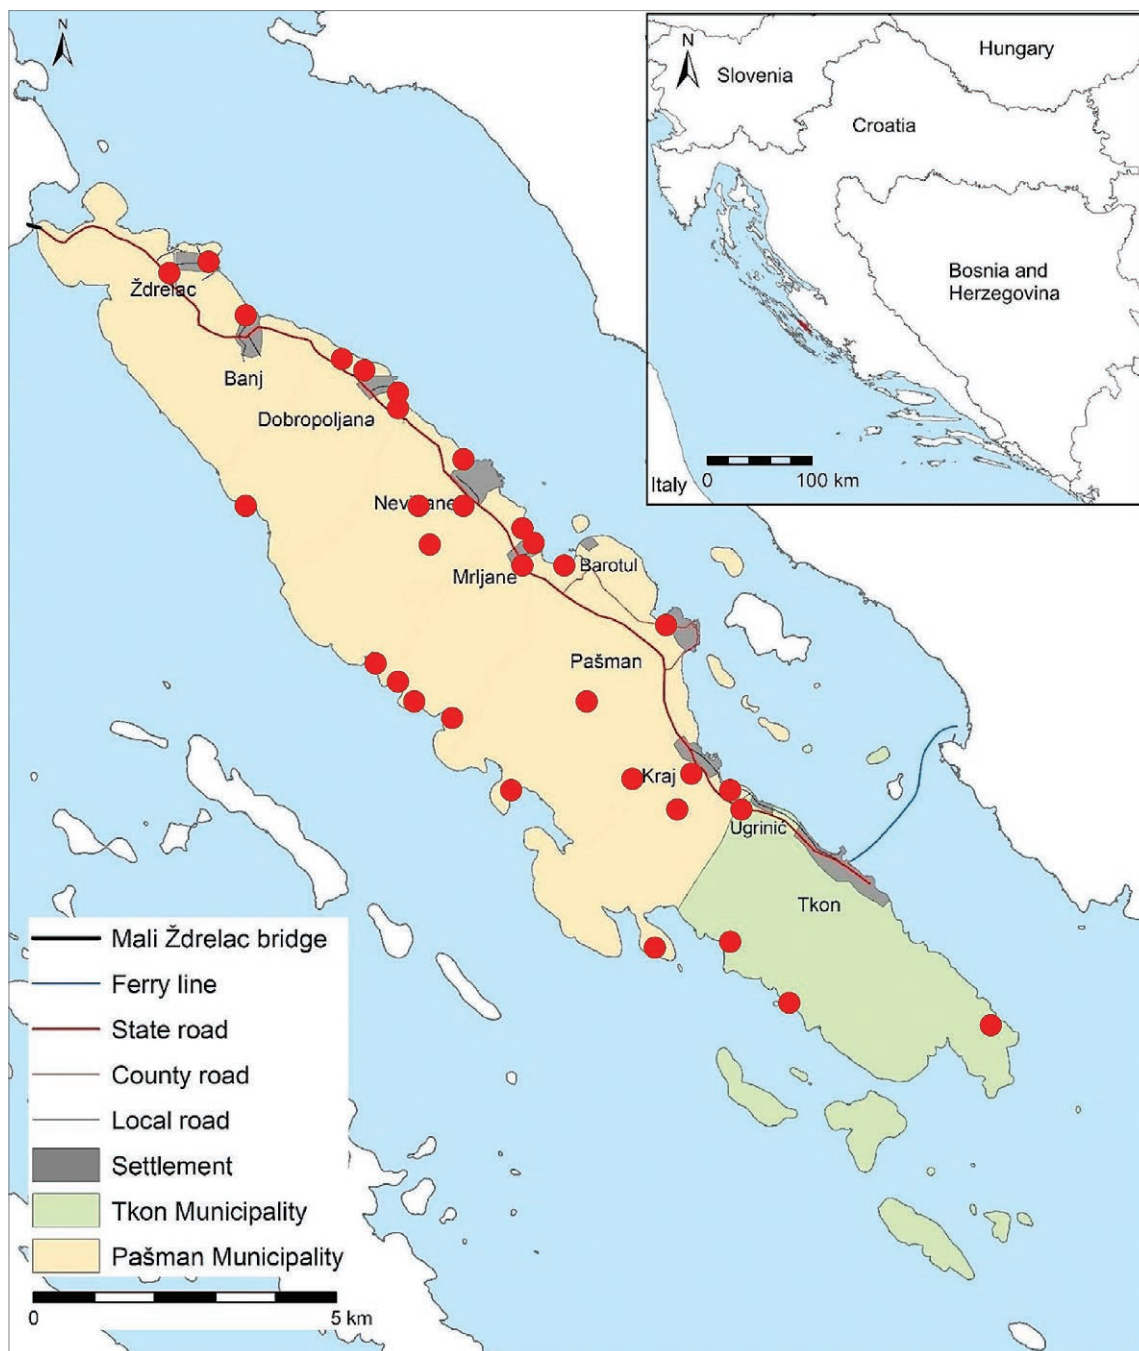 N
N
Slovenia
Hungary
Croatia
Bosnia and
Herzegovina
Italy
0
100 km
Ždrelac
Banj
Dobropoljana
Mrljane
Barotul
Pašman
Kraj
Ugrinić
Tkon
Mali Ždrelac bridge
Ferry line
State road
County road
Local road
Settlement
Tkon Municipality
Pašman Municipality
0
5 km